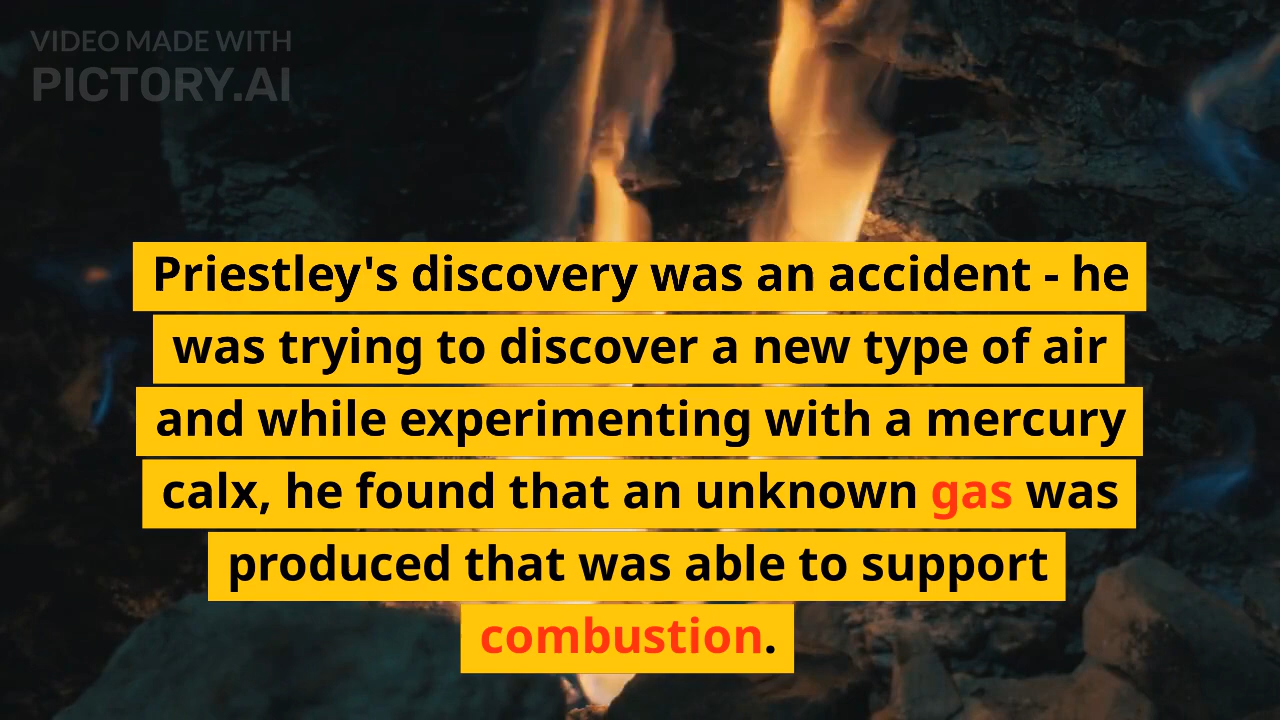 VIDEO MADE WITH
PICTORY.AI
Priestley's discovery was an accident - he
was trying to discover a new type of air
and while experimenting with a mercury
calx, he found that an unknown gas was
produced that was able to support
combustion.